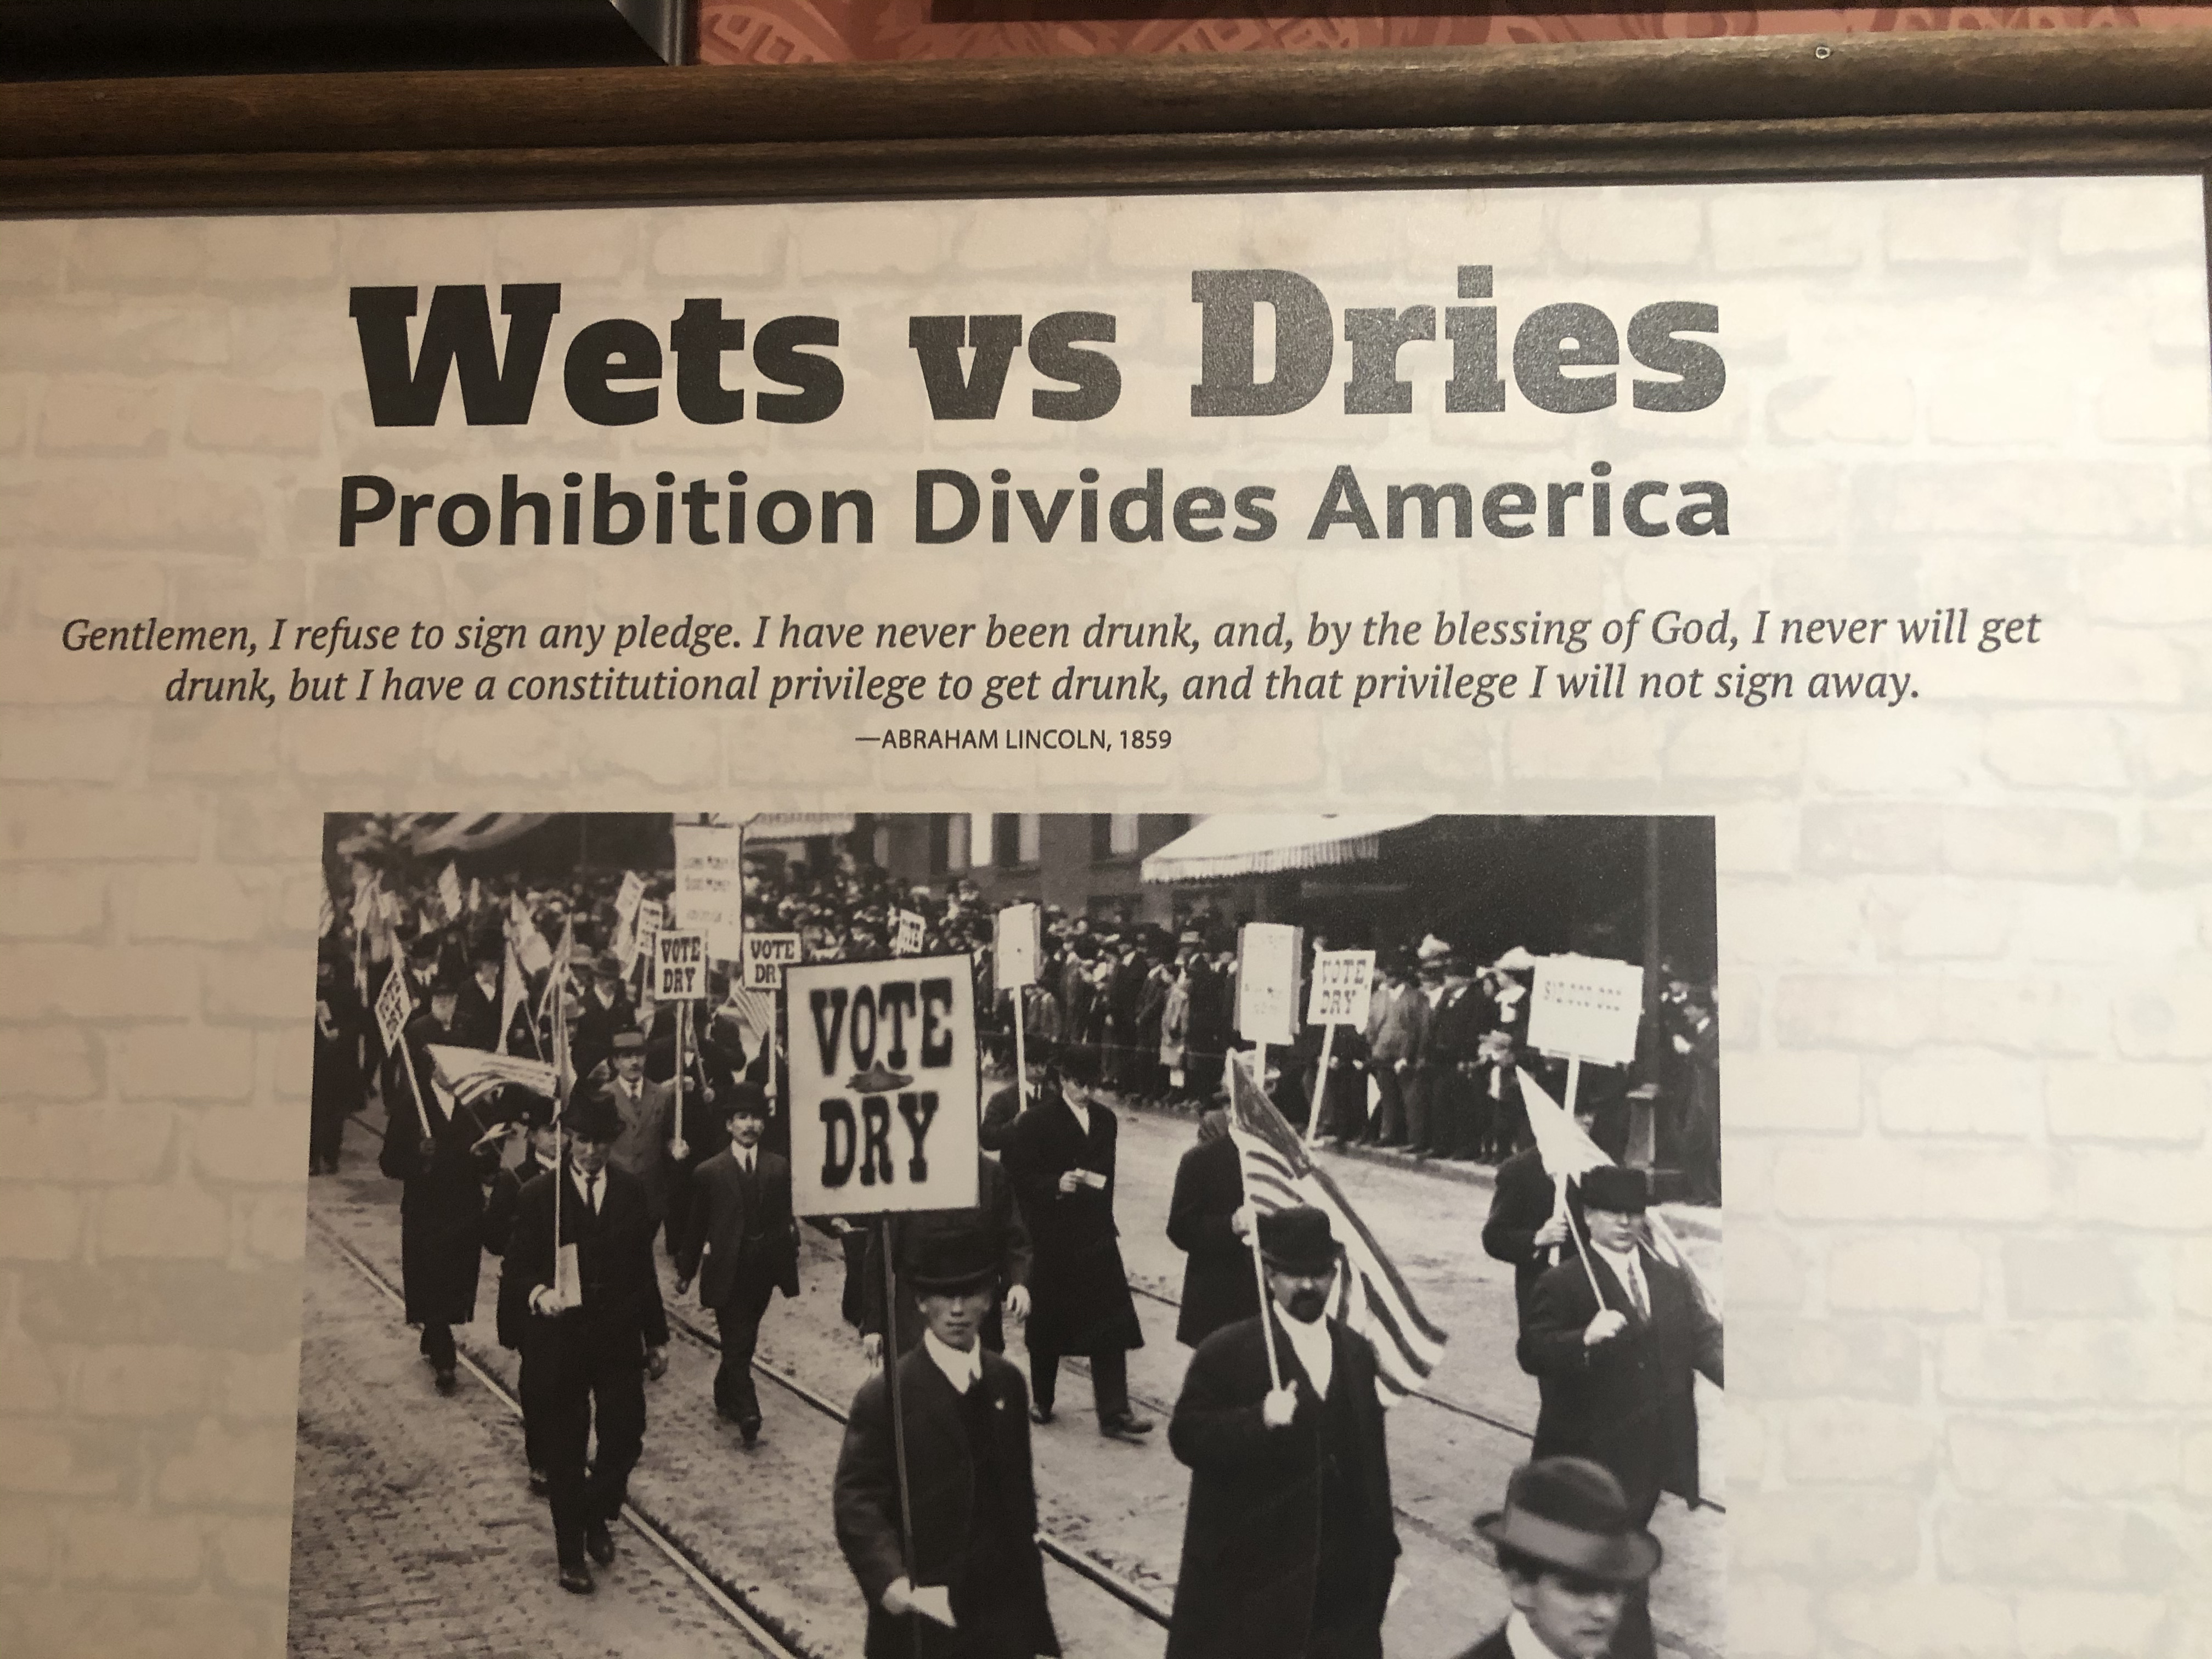 Wets vs Dries
Prohibition Divides America
Gentlemen, I refuse to sign any pledge. I have never been drunk, and, by the blessing of God, I never will get
drunk, but I have a constitutional privilege to get drunk, and that privilege I will not sign away.
—ABRAHAM LINCOLN, 1859
VOTE
DRY
VOTE
DR
VOTE
DRY
VOTE
DRY